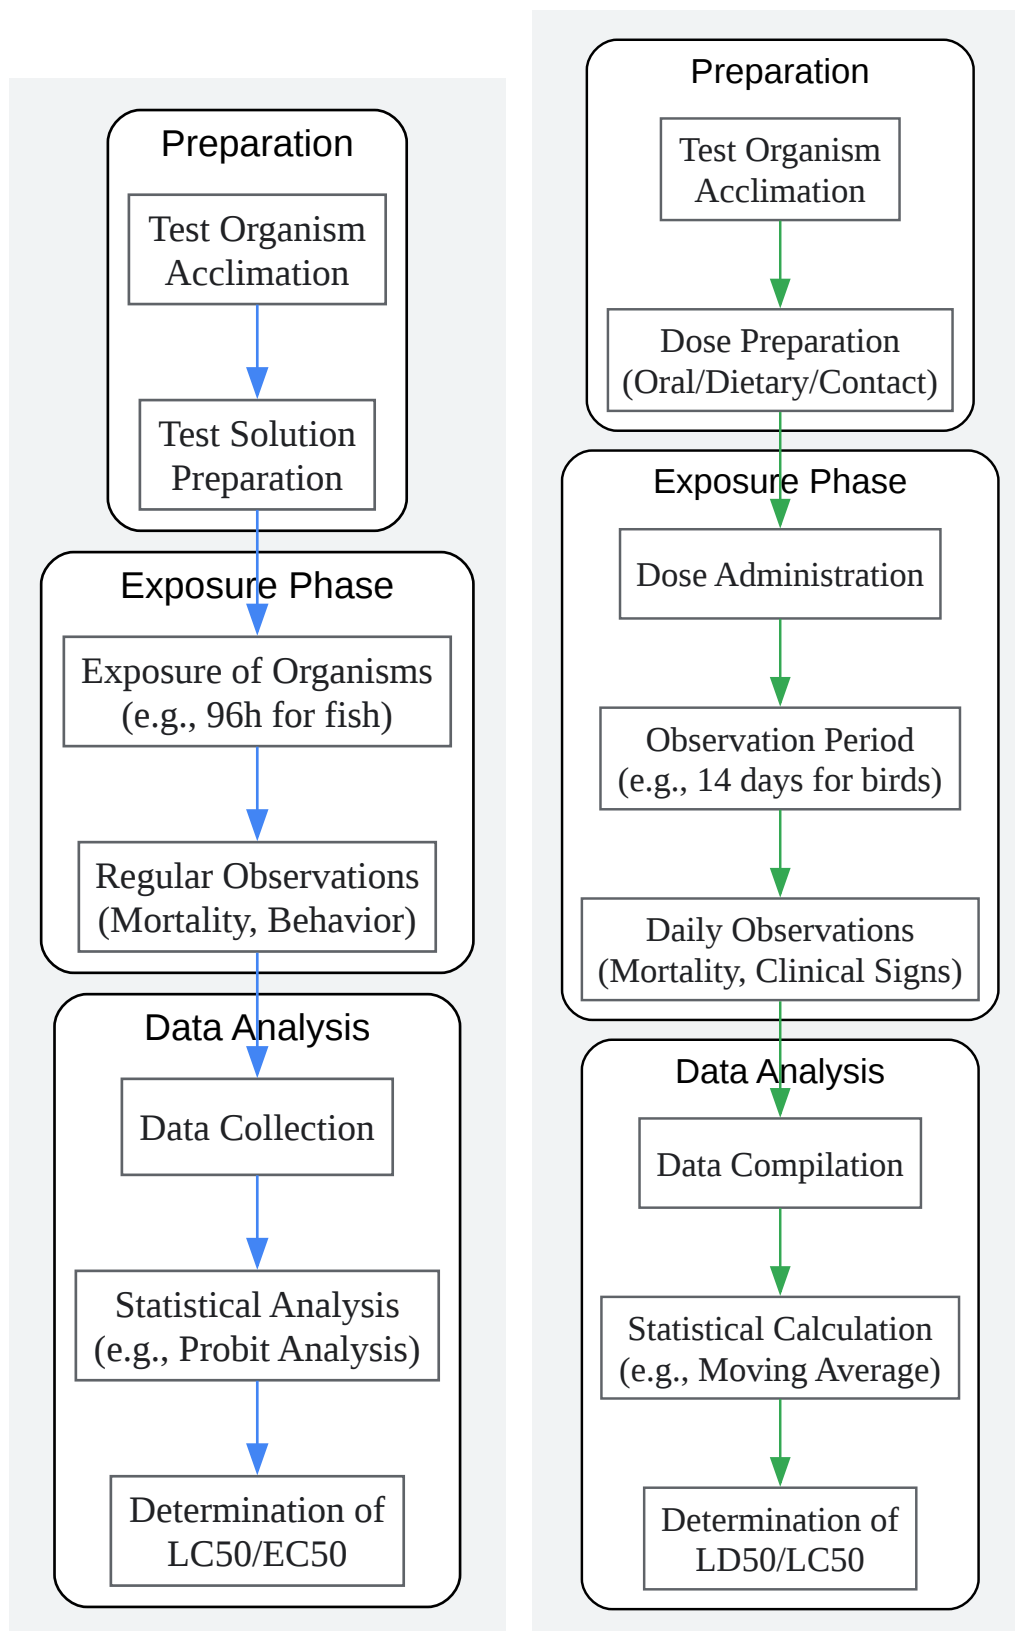 Preparation
Test Organism
Acclimation
Test Solution
Preparation
Exposure Phase
Exposure of Organisms
(e.g., 96h for fish)
Regular Observations
(Mortality, Behavior)
Data Analysis
Data Collection
Statistical Analysis
(e.g., Probit Analysis)
Determination of
LC50/EC50
Preparation
Test Organism
Acclimation
Dose Preparation
(Oral/Dietary/Contact)
Exposure Phase
Dose Administration
Observation Period
(e.g., 14 days for birds)
Daily Observations
(Mortality, Clinical Signs)
Data Analysis
Data Compilation
Statistical Calculation
(e.g., Moving Average)
Determination of
LD50/LC50